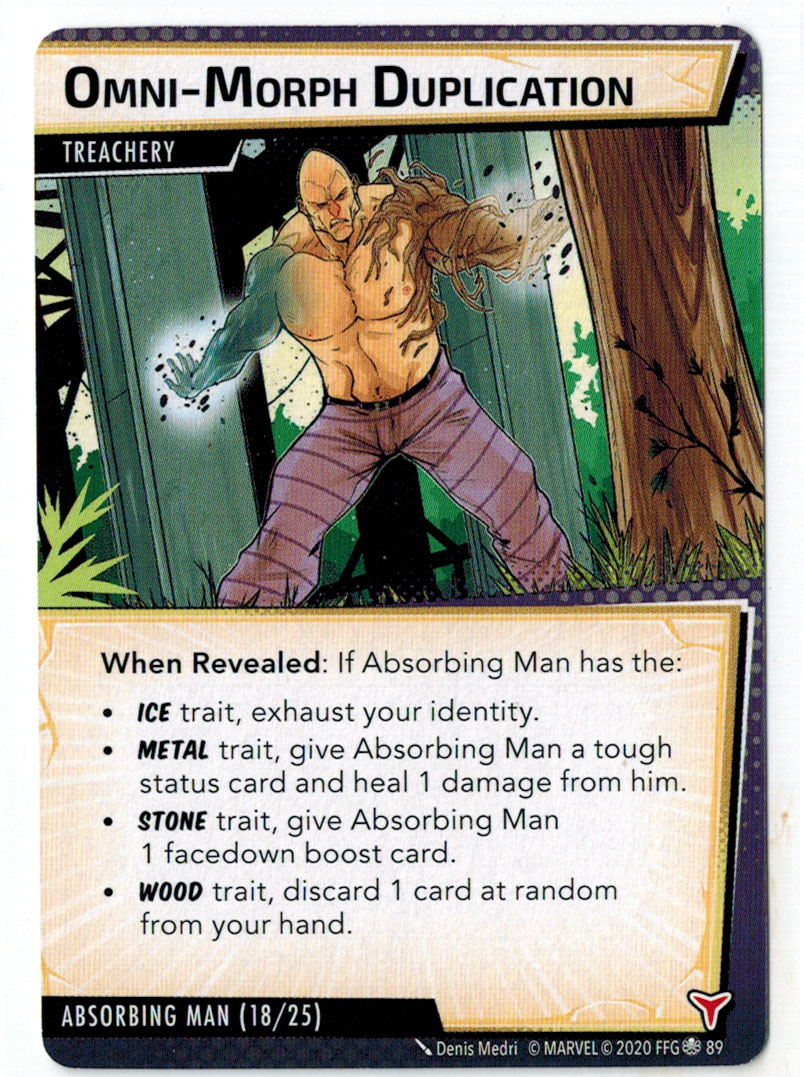 Omni-Morph Duplication
TREACHERY
When Revealed: If Absorbing Man has the:
• ICE trait, exhaust your identity.
• METAL trait, give Absorbing Man a tough
status card and heal 1 damage from him.
• STONE trait, give Absorbing Man
1 facedown boost card.
• WOOD trait, discard 1 card at random
from your hand.
ABSORBING MAN (18/25)
Denis Medri © MARVEL © 2020 FFG 89